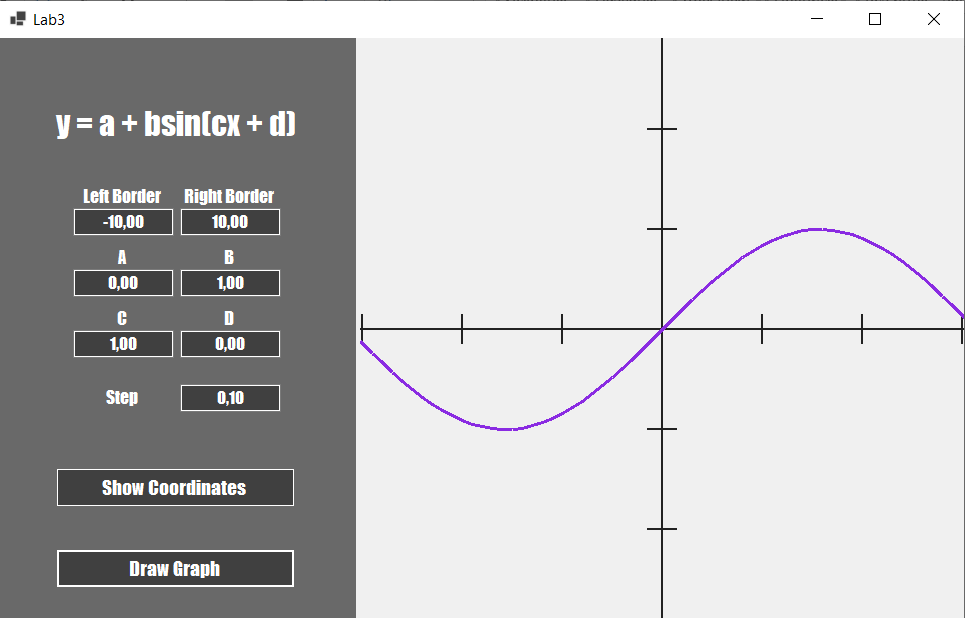 Lab3
y = a + bsin(cx + d)
Left Border Right Border
-10,00 10,00
A B
0,00 1,00
C D
1,00 0,00
Step 0,10
Show Coordinates
Draw Graph